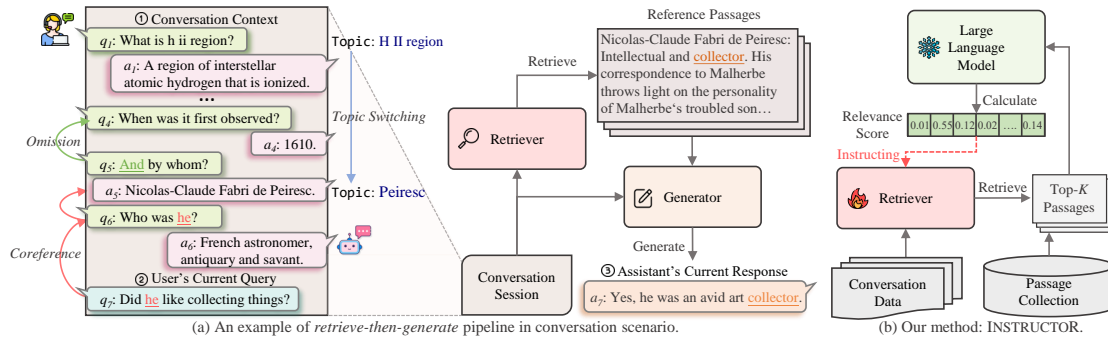 ① Conversation Context
q1: What is h ii region?
a1: A region of interstellar
atomic hydrogen that is ionized.
...
q4: When was it first observed?
a4: 1610.
q5: And by whom?
a5: Nicolas-Claude Fabri de Peiresc.
q6: Who was he?
a6: French astronomer,
antiquary and savant.
② User's Current Query
q7: Did he like collecting things?
Omission
Coreference
Topic: H II region
Topic Switching
Topic: Peiresc
Reference Passages
Nicolas-Claude Fabri de Peiresc:
Intellectual and collector. His
correspondence to Malherbe
throws light on the personality
of Malherbe‘s troubled son…
Retrieve
Retriever
Generator
Generate
Conversation
Session
③ Assistant's Current Response
a7: Yes, he was an avid art collector.
(a) An example of retrieve-then-generate pipeline in conversation scenario.
Large
Language
Model
Calculate
Relevance
Score
0.01 0.55 0.12 0.02 .... 0.14
Instructing
Retriever
Retrieve
Top-K
Passages
Conversation
Data
Passage
Collection
(b) Our method: INSTRUCTOR.